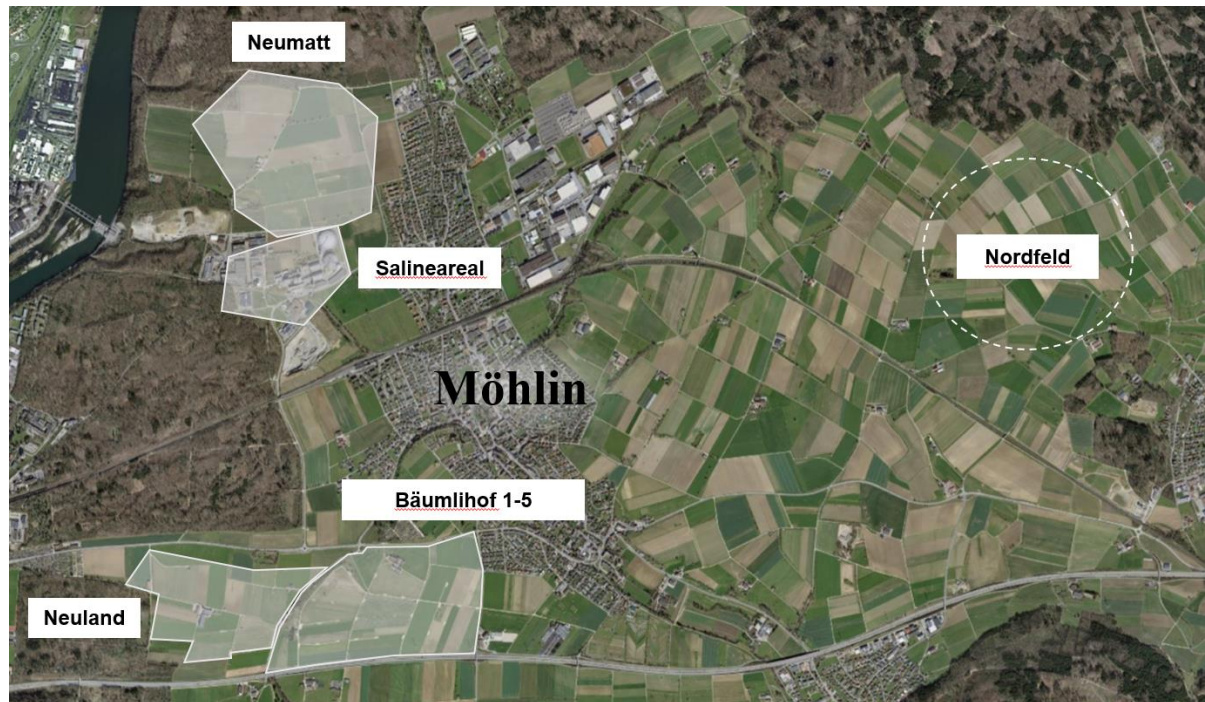 Neumatt
Salineareal
Nordfeld
Möhlin
Bäumlihof 1-5
Neuland